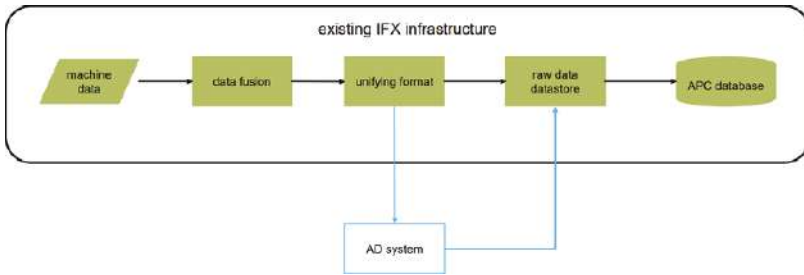 existing IFX infrastructure
machine
data
data fusion
unifying format
raw data
datastore
APC database
AD system